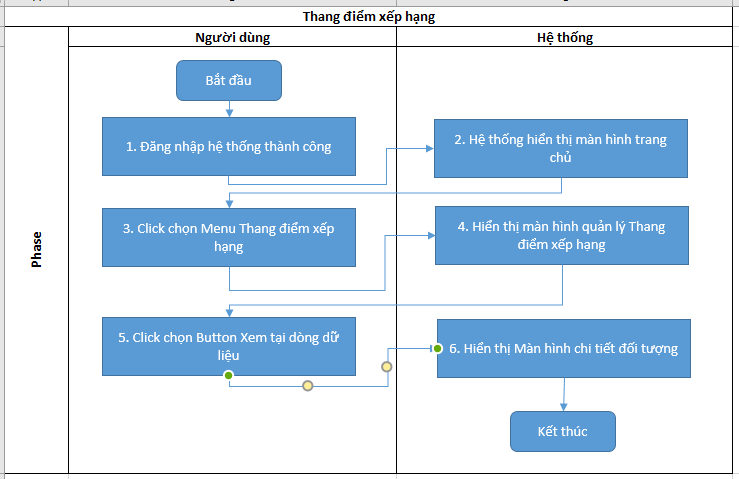 Thang điểm xếp hạng
Người dùng
Hệ thống
Phase
Bắt đầu
1. Đăng nhập hệ thống thành công
2. Hệ thống hiển thị màn hình trang
chủ
3. Click chọn Menu Thang điểm xếp
hạng
4. Hiển thị màn hình quản lý Thang
điểm xếp hạng
5. Click chọn Button Xem tại dòng dữ
liệu
6. Hiển thị Màn hình chi tiết đối tượng
Kết thúc